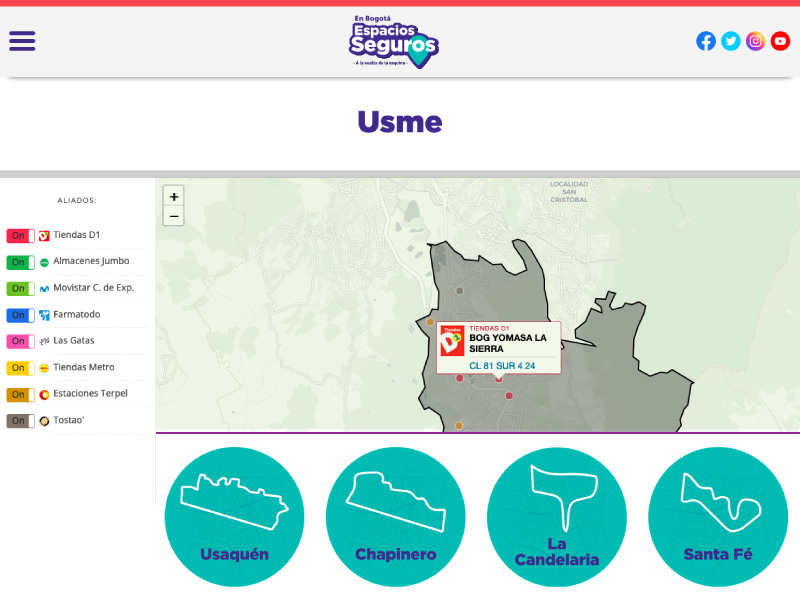 En Bogotá
Espacios
Seguros
- A la vuelta de la esquina -
Usme
ALIADOS:
On Tiendas D1
On Almacenes Jumbo
On Movistar C. de Exp.
On Farmatodo
On Las Gatas
On Tiendas Metro
On Estaciones Terpel
On Tostao'
+
−
LOCALIDAD
SAN
CRISTÓBAL
Tiendas
D1
TIENDAS D1
BOG YOMASA LA
SIERRA
CL 81 SUR 4 24
Usaquén
Chapinero
La
Candelaria
Santa Fé